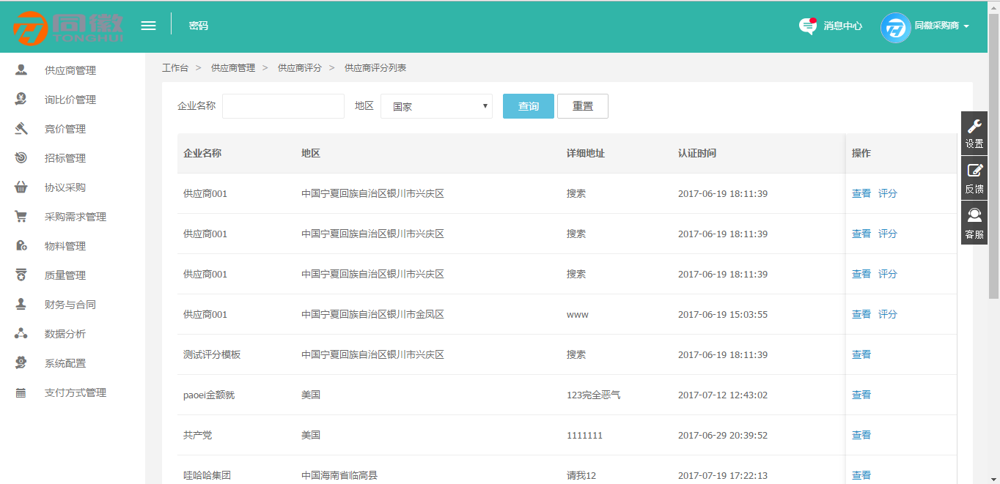 同徽 TONGHUI 密码 消息中心 同徽采购商
供应商管理
询比价管理
竞价管理
招标管理
协议采购
采购需求管理
物料管理
质量管理
财务与合同
数据分析
系统配置
支付方式管理
工作台 > 供应商管理 > 供应商评分 > 供应商评分列表
企业名称 地区 国家 查询 重置
企业名称 地区 详细地址 认证时间 操作
供应商001 中国宁夏回族自治区银川市兴庆区 搜索 2017-06-19 18:11:39 查看 评分
供应商001 中国宁夏回族自治区银川市兴庆区 搜索 2017-06-19 18:11:39 查看 评分
供应商001 中国宁夏回族自治区银川市兴庆区 搜索 2017-06-19 18:11:39 查看 评分
供应商001 中国宁夏回族自治区银川市金凤区 www 2017-06-19 15:03:55 查看 评分
测试评分模板 中国宁夏回族自治区银川市兴庆区 搜索 2017-06-19 18:11:39 查看
paoei金额就 美国 123完全恶气 2017-07-12 12:43:02 查看
共产党 美国 1111111 2017-06-29 20:39:52 查看
哇哈哈集团 中国海南省临高县 请我12 2017-07-19 17:22:13 查看
设置
反馈
客服